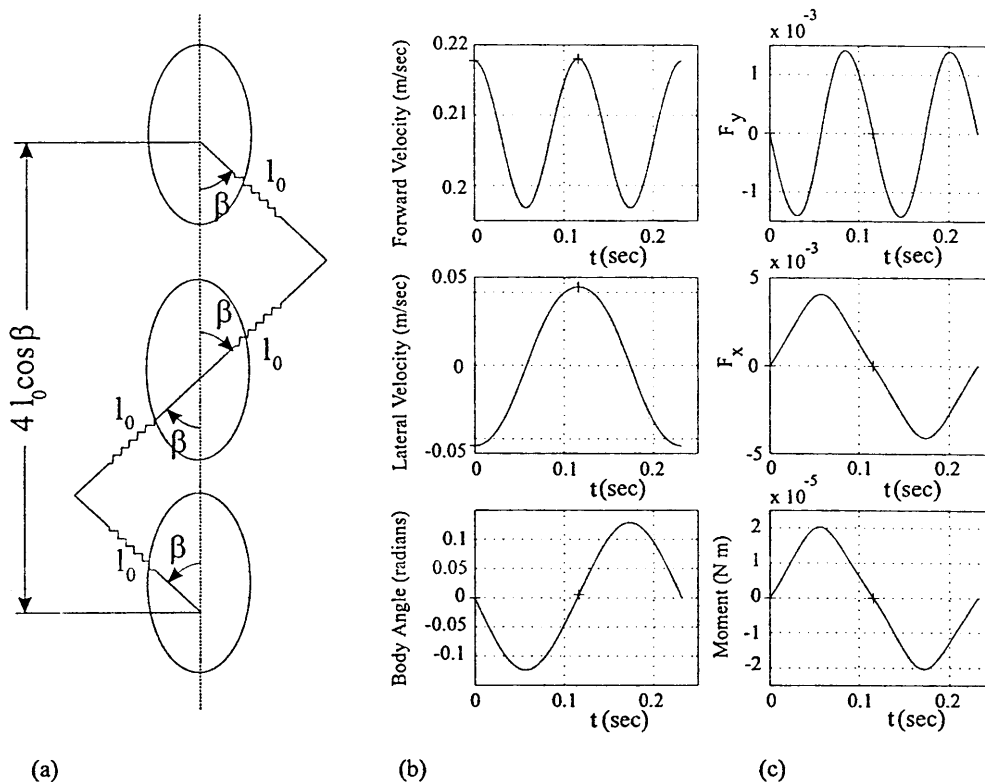 4 l₀cosβ
l₀
β
β
l₀
l₀
β
l₀
β
(a)
Forward Velocity (m/sec)
0.22
0.21
0.2
0
0.1
0.2
t(sec)
Lateral Velocity (m/sec)
0.05
0
-0.05
0
0.1
0.2
t(sec)
Body Angle (radians)
0.1
0.05
0
-0.05
-0.1
0
0.1
0.2
t(sec)
(b)
x 10⁻³
F_y
1
0
-1
0
0.1
0.2
t(sec)
x 10⁻³
F_x
5
0
-5
0
0.1
0.2
t(sec)
x 10⁻⁵
Moment (N m)
2
1
0
-1
-2
0
0.1
0.2
t(sec)
(c)